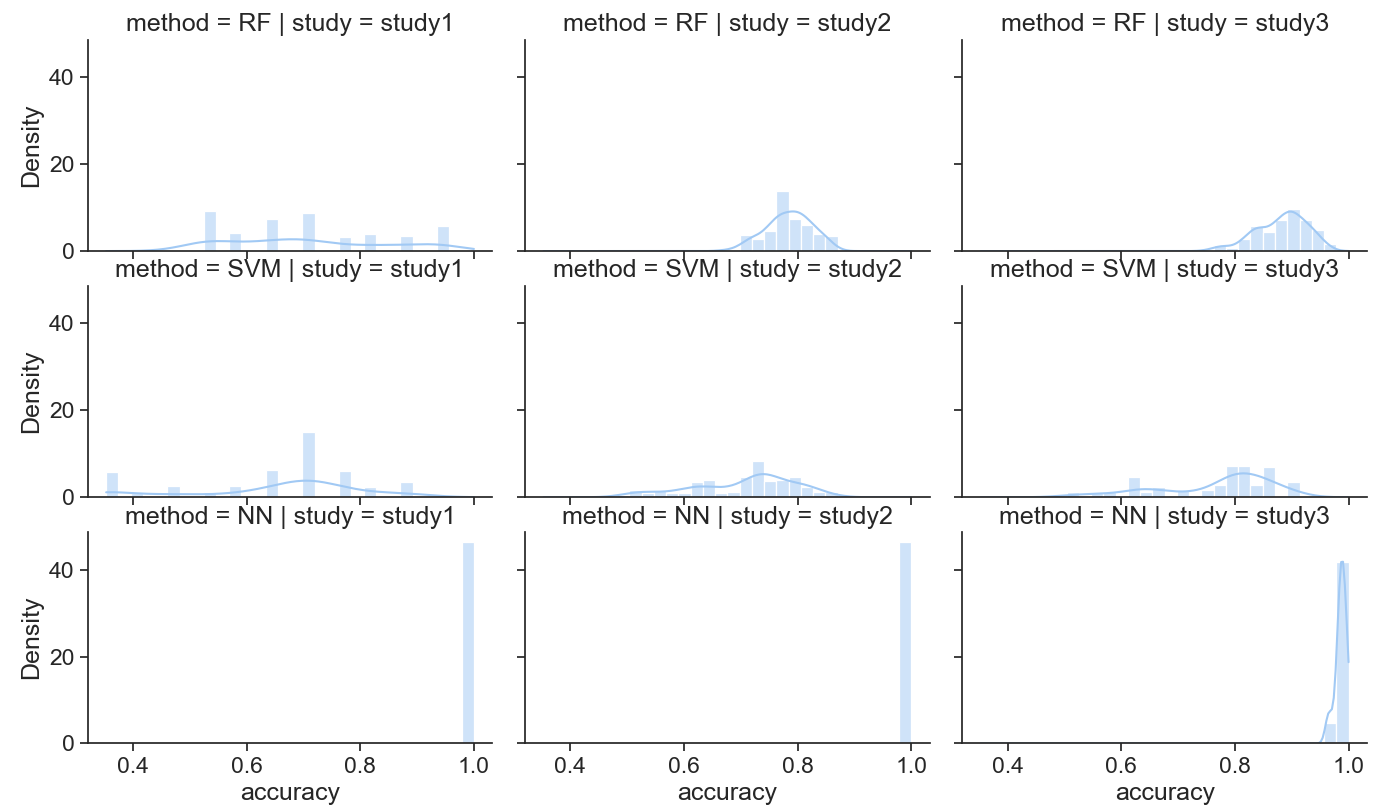 method = RF | study = study1
method = RF | study = study2
method = RF | study = study3
40
20
0
Density
method = SVM | study = study1
method = SVM | study = study2
method = SVM | study = study3
40
20
0
Density
method = NN | study = study1
method = NN | study = study2
method = NN | study = study3
40
20
0
Density
0.4 0.6 0.8 1.0
0.4 0.6 0.8 1.0
0.4 0.6 0.8 1.0
accuracy
accuracy
accuracy